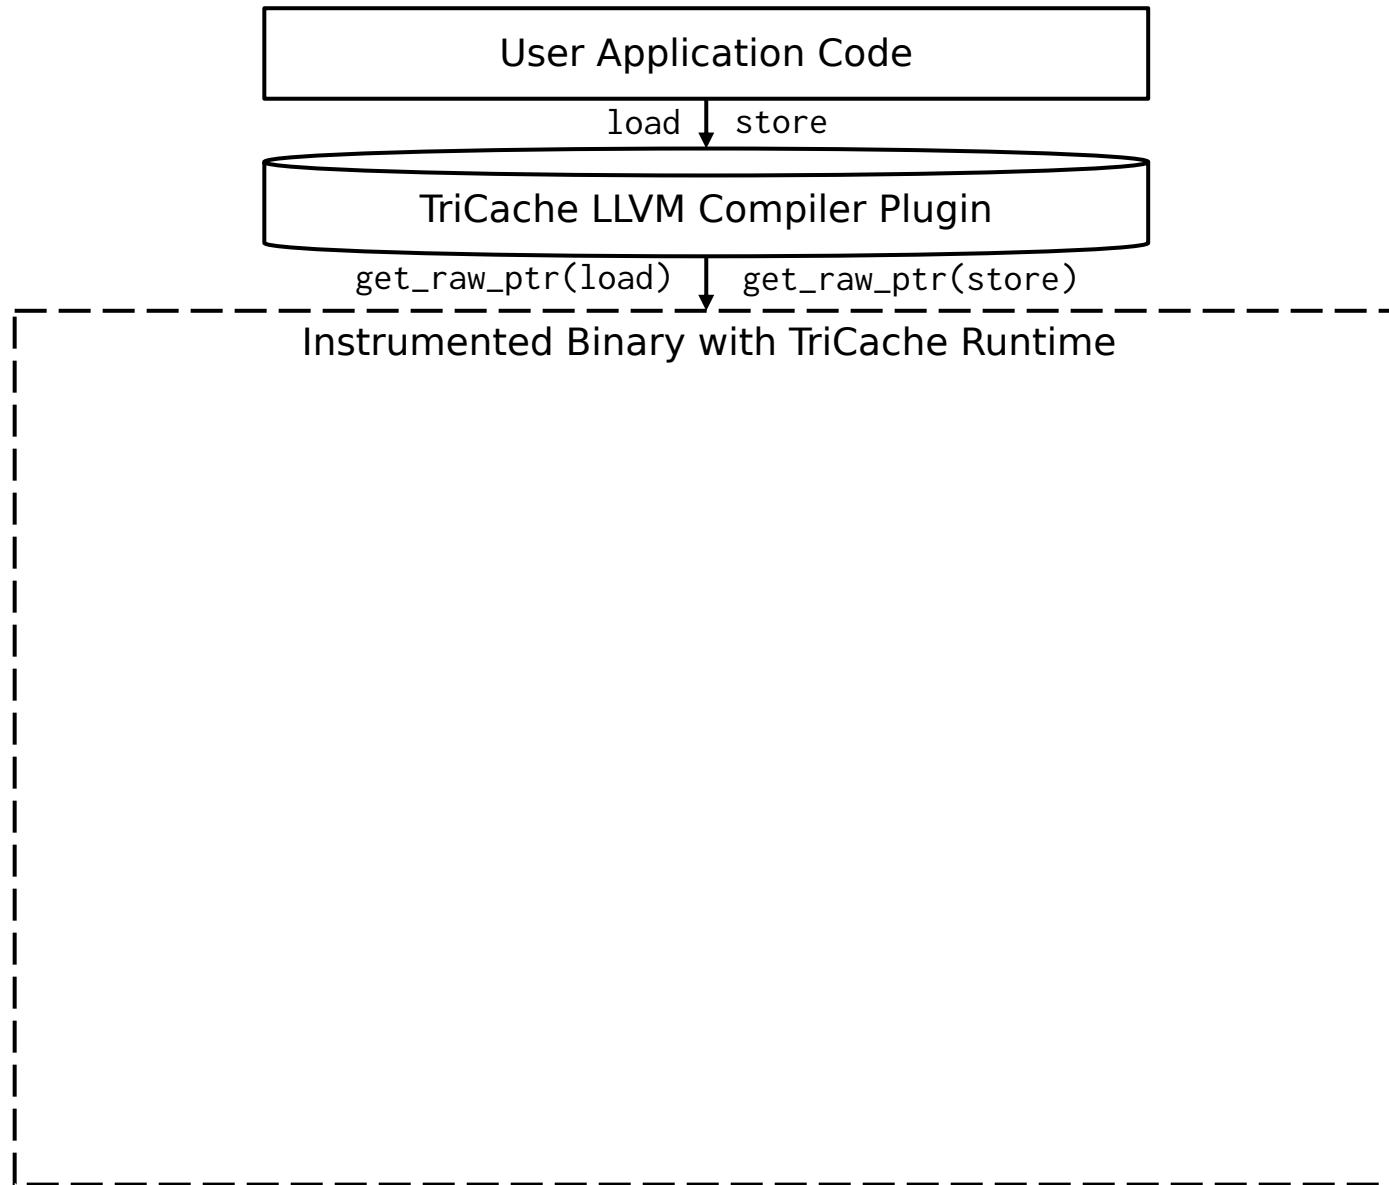 User Application Code
load store
TriCache LLVM Compiler Plugin
get_raw_ptr(load) get_raw_ptr(store)
Instrumented Binary with TriCache Runtime